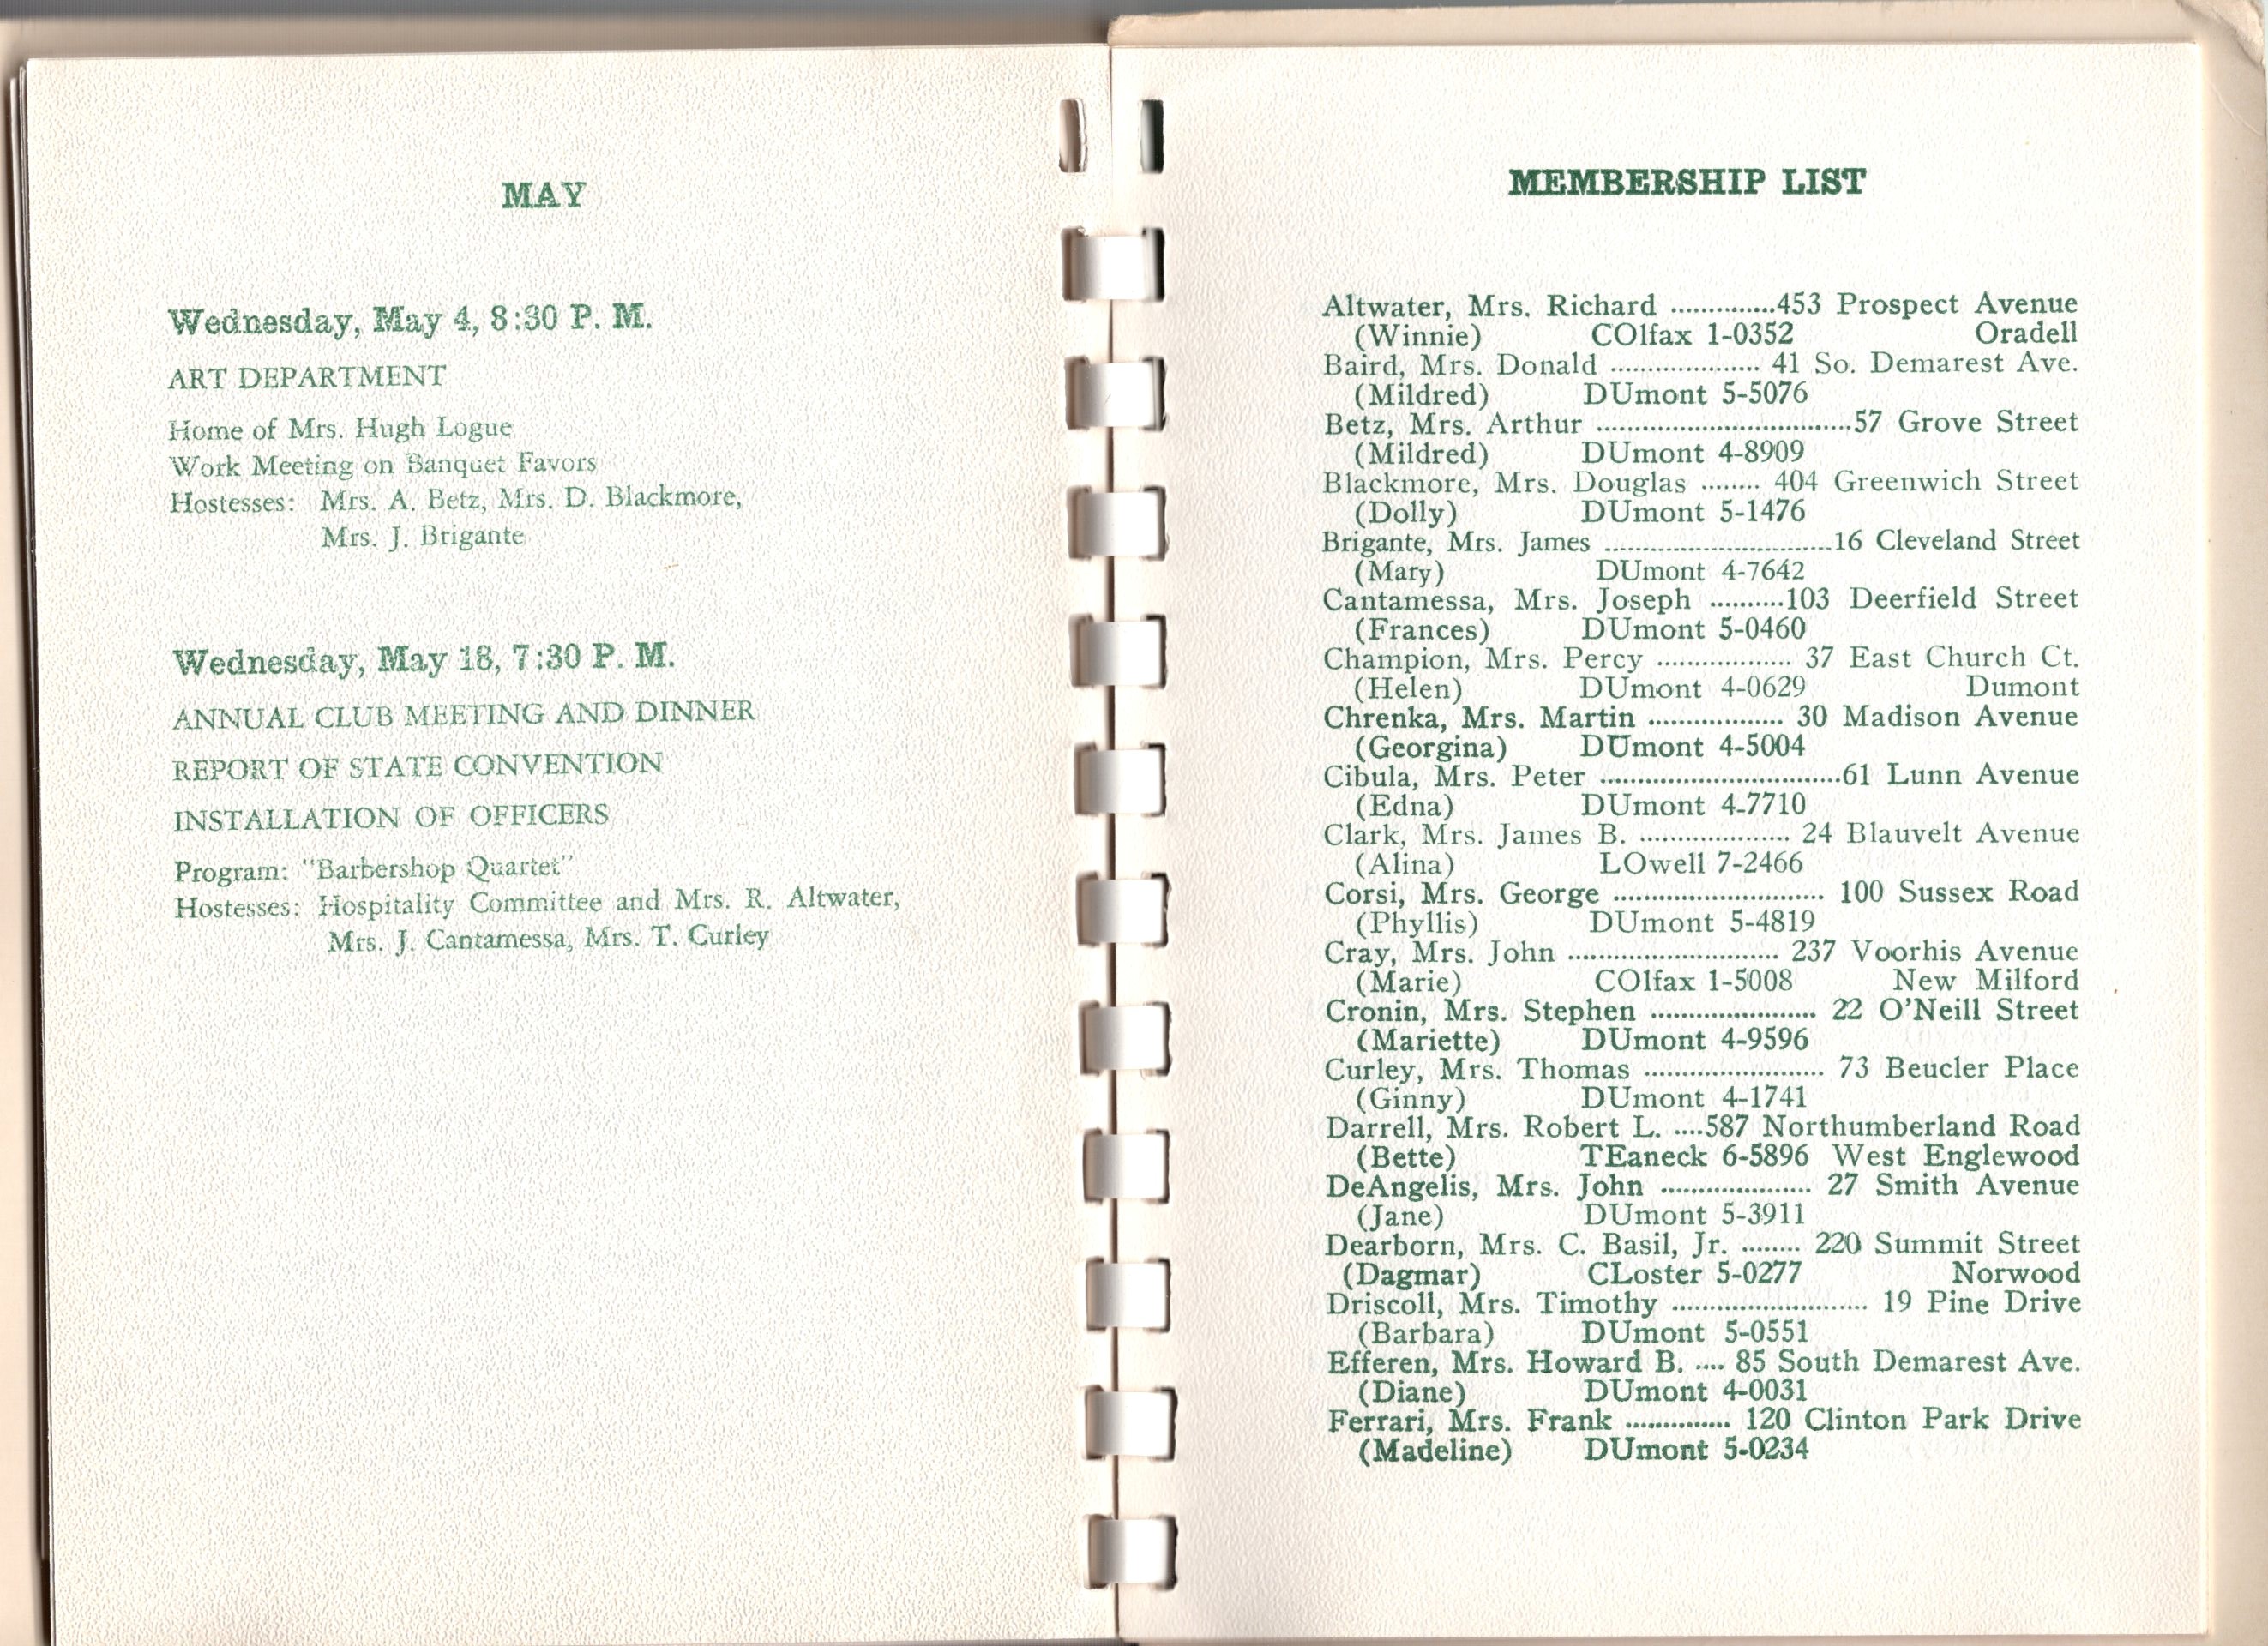 MAY
Wednesday, May 4, 8:30 P. M.
ART DEPARTMENT
Home of Mrs. Hugh Logue
Work Meeting on Banquet Favors
Hostesses: Mrs. A. Betz, Mrs. D. Blackmore,
Mrs. J. Brigante
Wednesday, May 18, 7:30 P. M.
ANNUAL CLUB MEETING AND DINNER
REPORT OF STATE CONVENTION
INSTALLATION OF OFFICERS
Program: "Barbershop Quartet"
Hostesses: Hospitality Committee and Mrs. R. Altwater,
Mrs. J. Cantamessa, Mrs. T. Curley
MEMBERSHIP LIST
Altwater, Mrs. Richard .............453 Prospect Avenue
(Winnie) COlfax 1-0352 Oradell
Baird, Mrs. Donald .................... 41 So. Demarest Ave.
(Mildred) DUmont 5-5076
Betz, Mrs. Arthur ..................................57 Grove Street
(Mildred) DUmont 4-8909
Blackmore, Mrs. Douglas ........ 404 Greenwich Street
(Dolly) DUmont 5-1476
Brigante, Mrs. James ..............................16 Cleveland Street
(Mary) DUmont 4-7642
Cantamessa, Mrs. Joseph ..........103 Deerfield Street
(Frances) DUmont 5-0460
Champion, Mrs. Percy .................. 37 East Church Ct.
(Helen) DUmont 4-0629 Dumont
Chrenka, Mrs. Martin .................. 30 Madison Avenue
(Georgina) DUmont 4-5004
Cibula, Mrs. Peter ................................61 Lunn Avenue
(Edna) DUmont 4-7710
Clark, Mrs. James B. .................... 24 Blauvelt Avenue
(Alina) LOwell 7-2466
Corsi, Mrs. George ............................ 100 Sussex Road
(Phyllis) DUmont 5-4819
Cray, Mrs. John ............................ 237 Voorhis Avenue
(Marie) COlfax 1-5008 New Milford
Cronin, Mrs. Stephen ...................... 22 O'Neill Street
(Mariette) DUmont 4-9596
Curley, Mrs. Thomas ........................ 73 Beucler Place
(Ginny) DUmont 4-1741
Darrell, Mrs. Robert L. ....587 Northumberland Road
(Bette) TEaneck 6-5896 West Englewood
DeAngelis, Mrs. John .................... 27 Smith Avenue
(Jane) DUmont 5-3911
Dearborn, Mrs. C. Basil, Jr. ........ 220 Summit Street
(Dagmar) CLoster 5-0277 Norwood
Driscoll, Mrs. Timothy .......................... 19 Pine Drive
(Barbara) DUmont 5-0551
Efferen, Mrs. Howard B. .... 85 South Demarest Ave.
(Diane) DUmont 4-0031
Ferrari, Mrs. Frank .............. 120 Clinton Park Drive
(Madeline) DUmont 5-0234